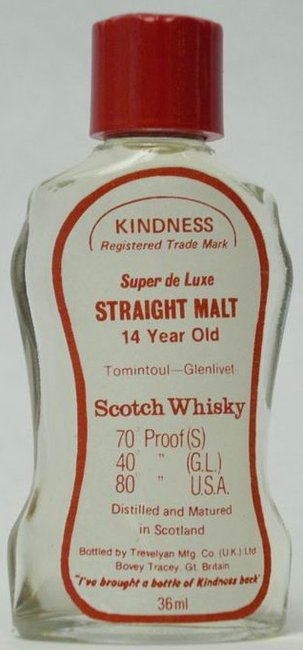 KINDNESS
Registered Trade Mark
Super de Luxe
STRAIGHT MALT
14 Year Old
Tomintoul—Glenlivet
Scotch Whisky
70° Proof (S)
40 " (G.L.)
80 " U.S.A.
Distilled and Matured
in Scotland
Bottled by Trevelyan Mfg. Co. (U.K.) Ltd
Bovey Tracey, Gt. Britain
"I've brought a bottle of Kindness back"
36 ml